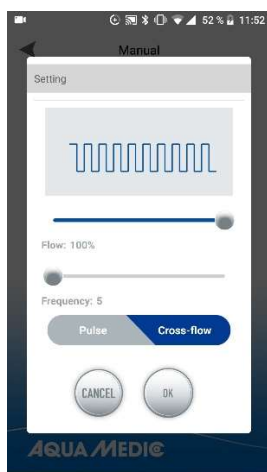 52 % 11:52
Manual
Setting
Flow: 100%
Frequency: 5
Pulse Cross-flow
CANCEL OK
AQUA MEDIC